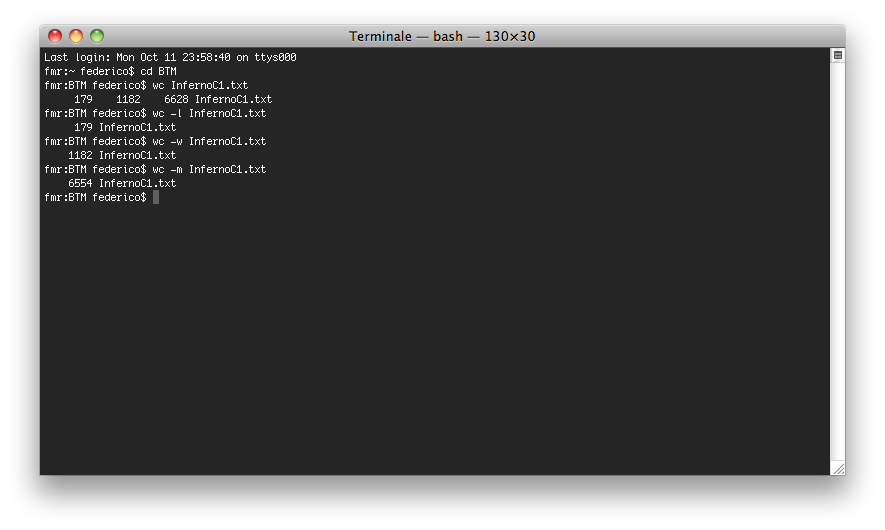 Terminale — bash — 130×30
Last login: Mon Oct 11 23:58:40 on ttys000
fmr:~ federico$ cd BTM
fmr:BTM federico$ wc InfernoC1.txt
     179    1182    6628 InfernoC1.txt
fmr:BTM federico$ wc -l InfernoC1.txt
     179 InfernoC1.txt
fmr:BTM federico$ wc -w InfernoC1.txt
    1182 InfernoC1.txt
fmr:BTM federico$ wc -m InfernoC1.txt
    6554 InfernoC1.txt
fmr:BTM federico$